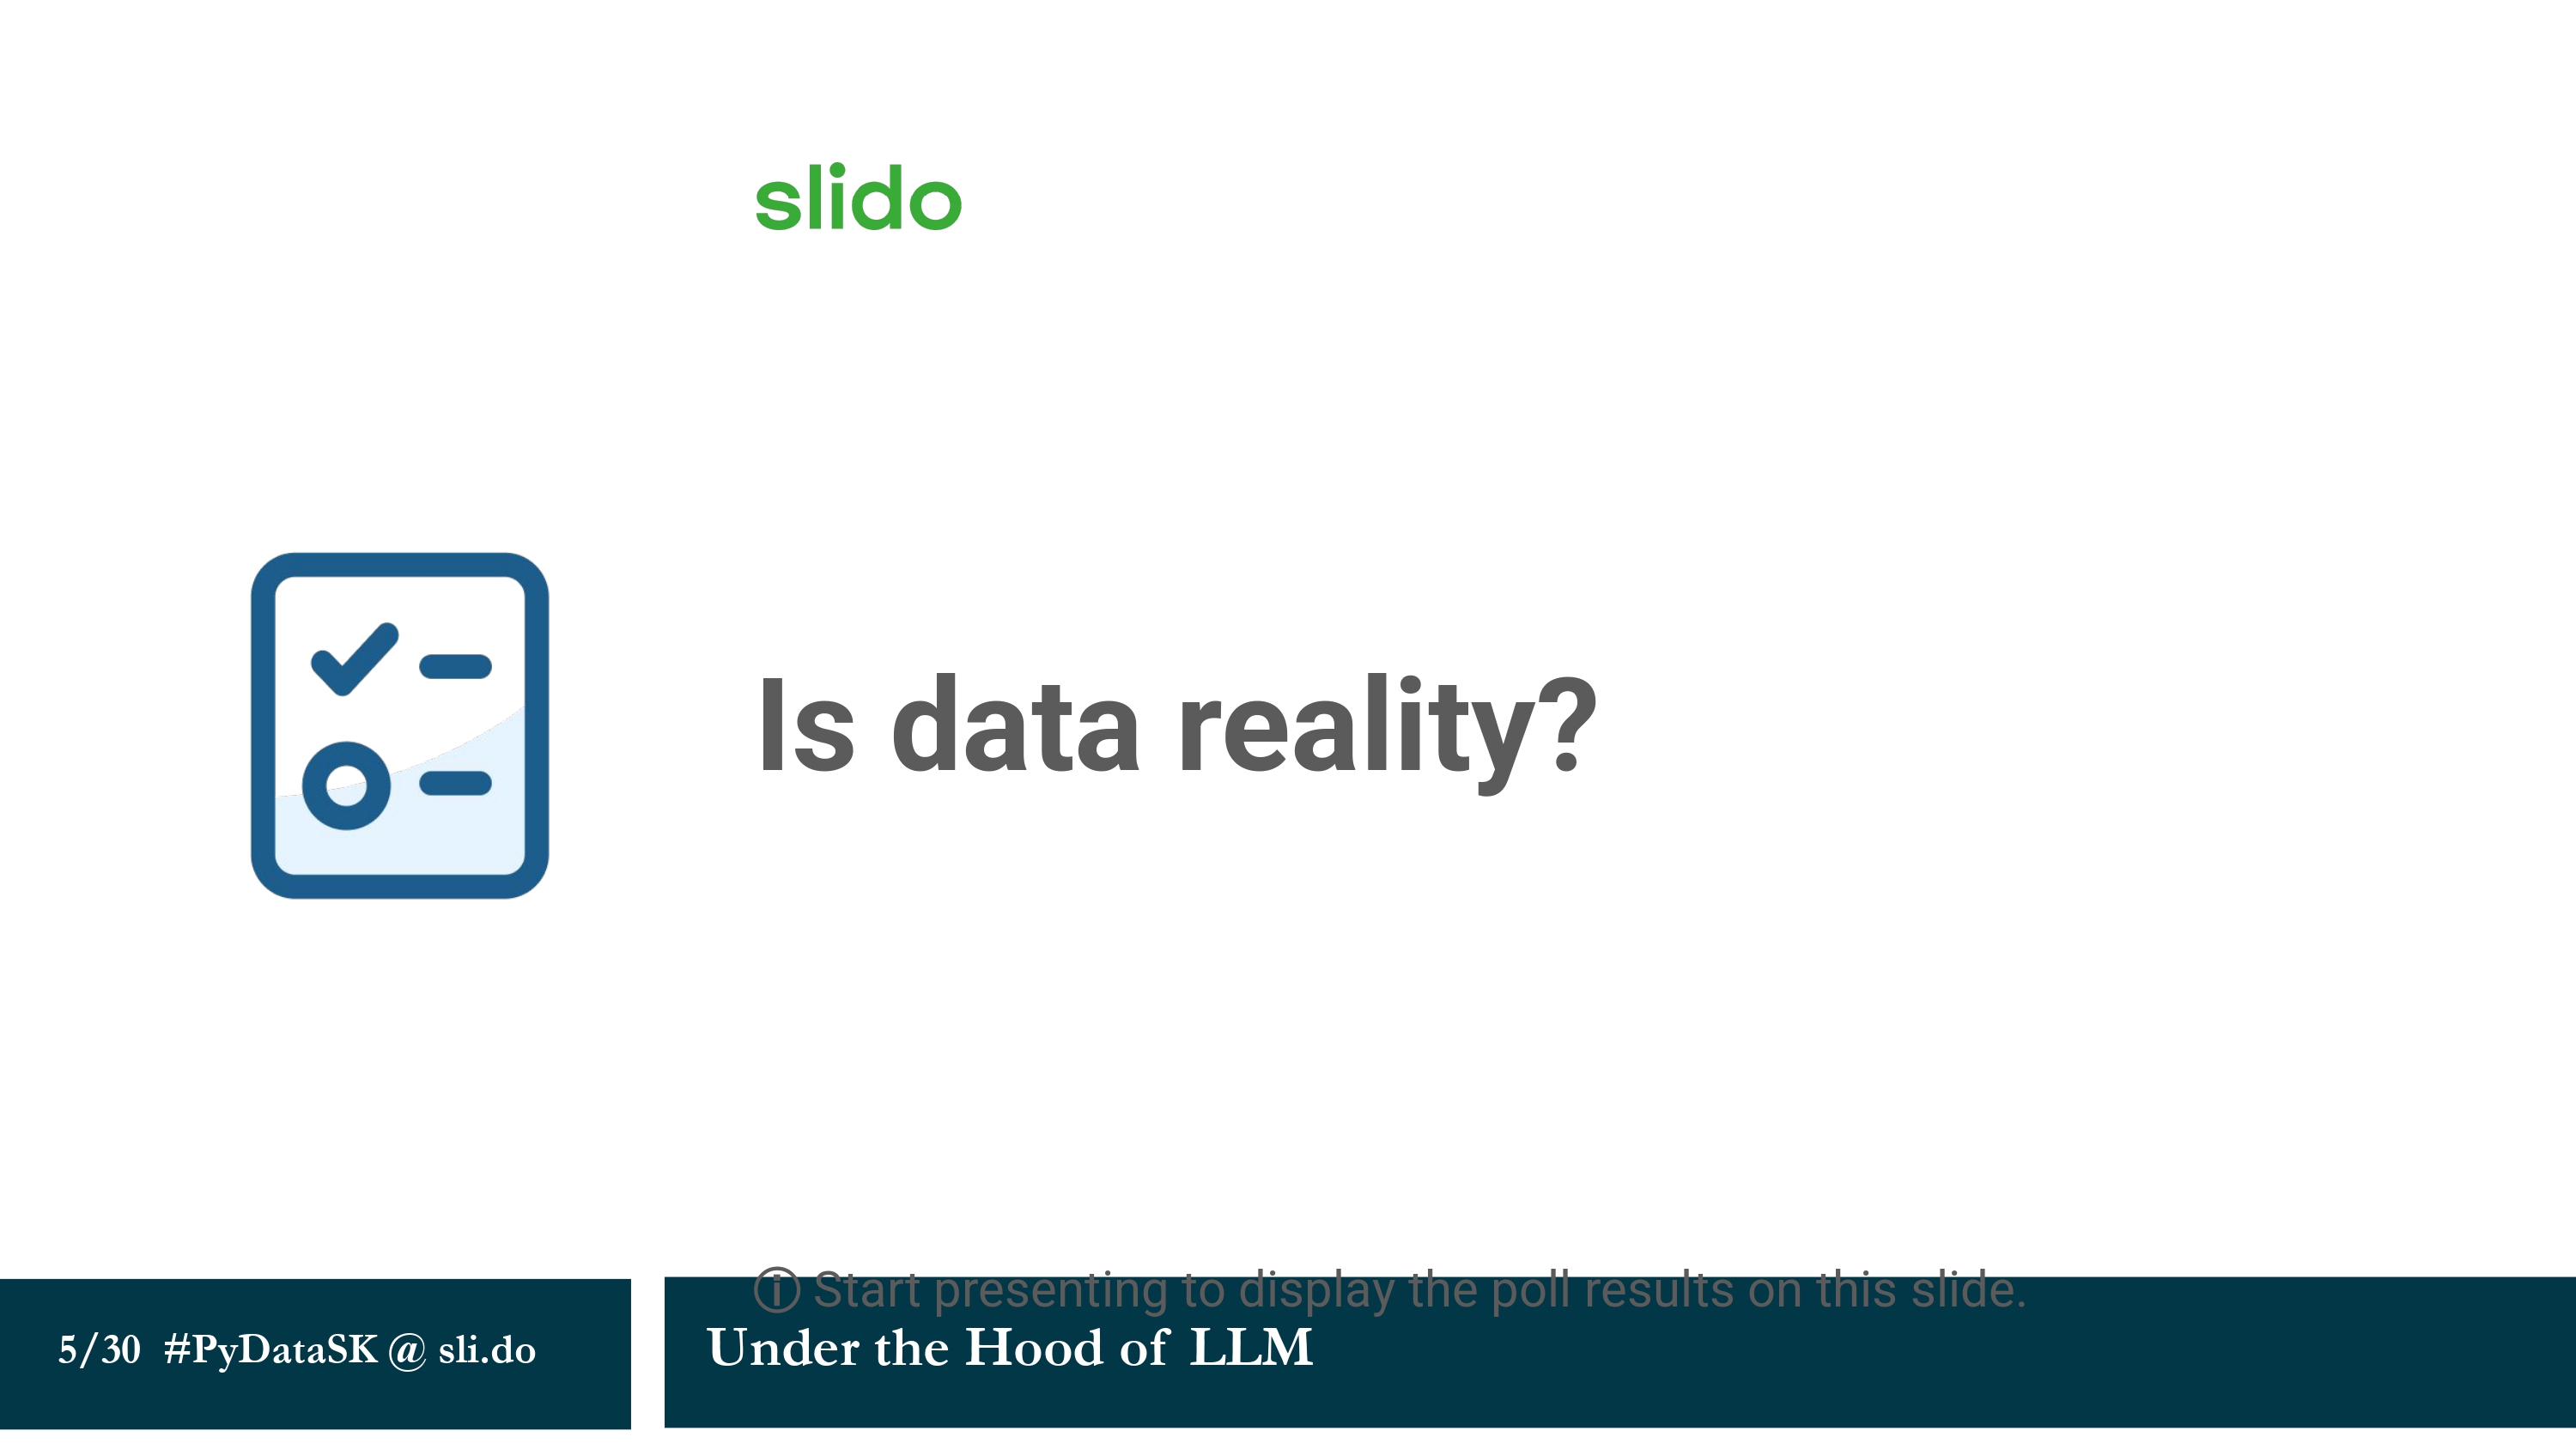 slido
Is data reality?
ⓘ Start presenting to display the poll results on this slide.
5/30 #PyDataSK @ sli.do
Under the Hood of LLM